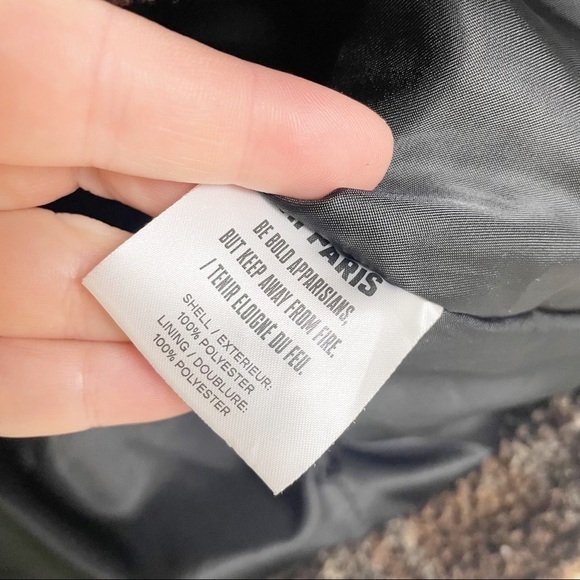 PARIS
BE BOLD APPARISIANS,
BUT KEEP AWAY FROM FIRE.
/ TENIR ELOIGNÉ DU FEU.
SHELL / EXTERIEUR:
100% POLYESTER
LINING / DOUBLURE:
100% POLYESTER